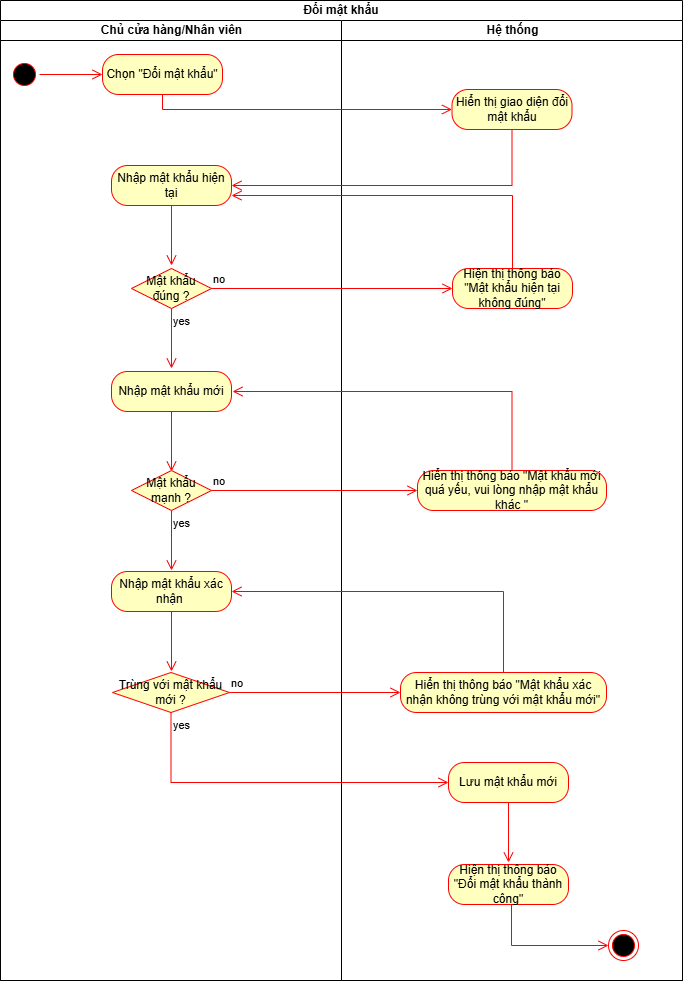 Đổi mật khẩu
Chủ cửa hàng/Nhân viên
Hệ thống
Chọn "Đổi mật khẩu"
Hiển thị giao diện đổi
mật khẩu
Nhập mật khẩu hiện
tại
Mật khẩu
đúng ?
no
Hiện thị thông báo
"Mật khẩu hiện tại
không đúng"
yes
Nhập mật khẩu mới
Mật khẩu
mạnh ?
no
Hiển thị thông báo "Mật khẩu mới
quá yếu, vui lòng nhập mật khẩu
khác "
yes
Nhập mật khẩu xác
nhận
Trùng với mật khẩu
mới ?
no
Hiển thị thông báo "Mật khẩu xác
nhận không trùng với mật khẩu mới"
yes
Lưu mật khẩu mới
Hiện thị thông báo
"Đổi mật khẩu thành
công"